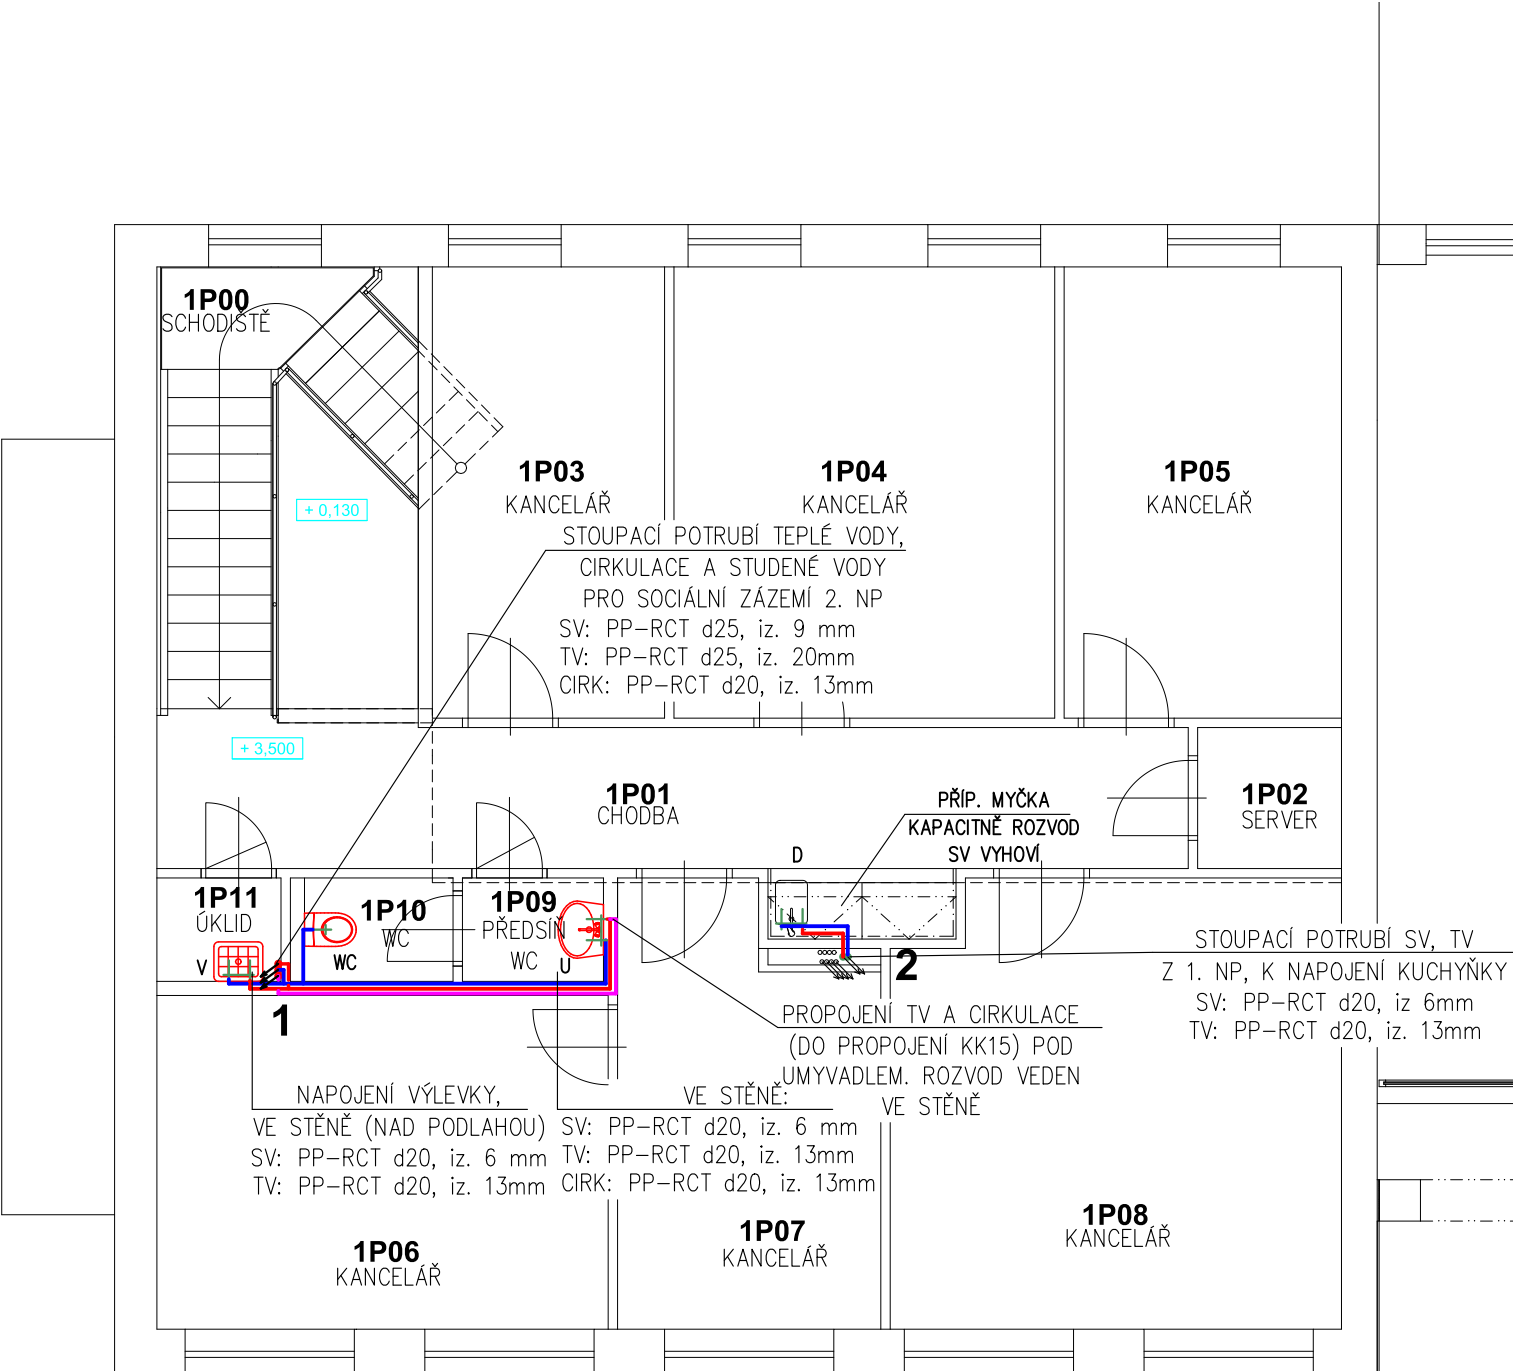 1P00
SCHODIŠTĚ
+ 0,130
1P03
KANCELÁŘ
1P04
KANCELÁŘ
1P05
KANCELÁŘ
STOUPACÍ POTRUBÍ TEPLÉ VODY,
CIRKULACE A STUDENÉ VODY
PRO SOCIÁLNÍ ZÁZEMÍ 2. NP
SV: PP-RCT d25, iz. 9 mm
TV: PP-RCT d25, iz. 20mm
CIRK: PP-RCT d20, iz. 13mm
+ 3,500
1P01
CHODBA
PŘÍP. MYČKA
KAPACITNĚ ROZVOD
SV VYHOVÍ
1P02
SERVER
D
1P11
ÚKLID
V
1P10
WC
WC
1P09
PŘEDSÍŇ
WC
U
1
2
STOUPACÍ POTRUBÍ SV, TV
Z 1. NP, K NAPOJENÍ KUCHYŇKY
SV: PP-RCT d20, iz 6mm
TV: PP-RCT d20, iz. 13mm
PROPOJENÍ TV A CIRKULACE
(DO PROPOJENÍ KK15) POD
UMYVADLEM. ROZVOD VEDEN
VE STĚNĚ
NAPOJENÍ VÝLEVKY,
VE STĚNĚ (NAD PODLAHOU)
SV: PP-RCT d20, iz. 6 mm
TV: PP-RCT d20, iz. 13mm
VE STĚNĚ:
SV: PP-RCT d20, iz. 6 mm
TV: PP-RCT d20, iz. 13mm
CIRK: PP-RCT d20, iz. 13mm
1P06
KANCELÁŘ
1P07
KANCELÁŘ
1P08
KANCELÁŘ